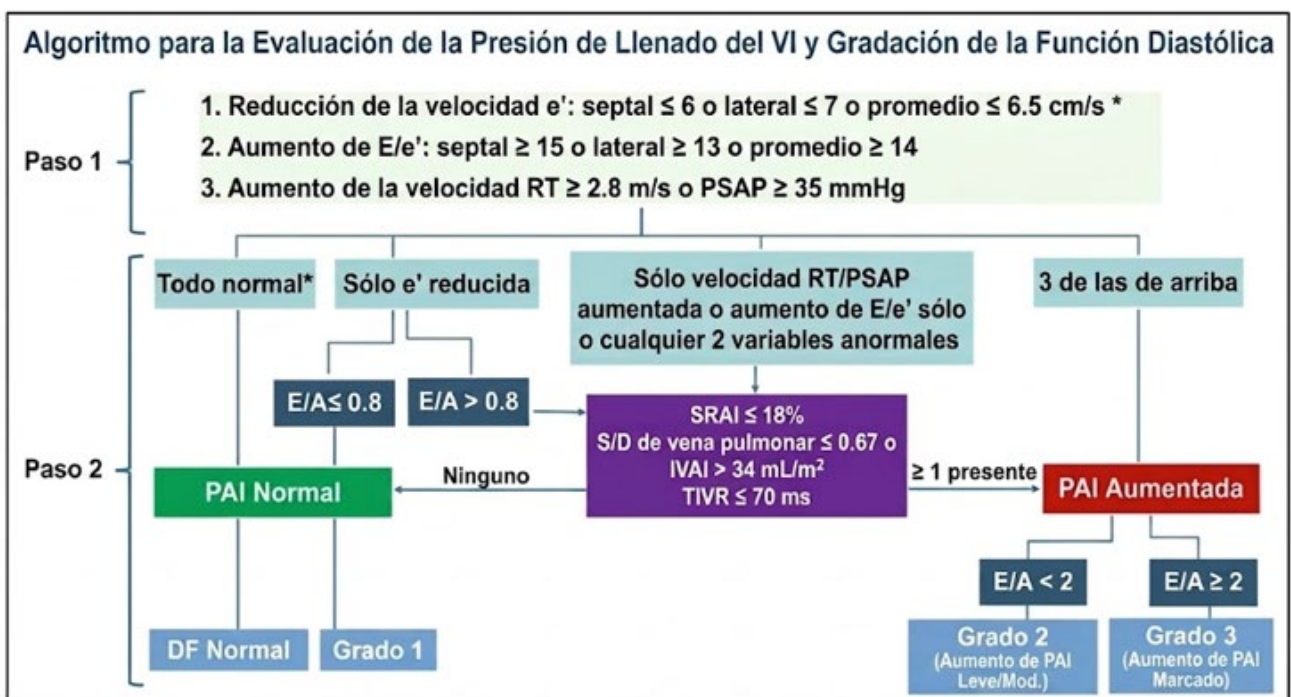 Algoritmo para la Evaluación de la Presión de Llenado del VI y Gradación de la Función Diastólica
Paso 1
1. Reducción de la velocidad e’: septal ≤ 6 o lateral ≤ 7 o promedio ≤ 6.5 cm/s *
2. Aumento de E/e’: septal ≥ 15 o lateral ≥ 13 o promedio ≥ 14
3. Aumento de la velocidad RT ≥ 2.8 m/s o PSAP ≥ 35 mmHg
Paso 2
Todo normal*
Sólo e' reducida
Sólo velocidad RT/PSAP
aumentada o aumento de E/e’ sólo
o cualquier 2 variables anormales
3 de las de arriba
E/A≤ 0.8
E/A > 0.8
SRAI ≤ 18%
S/D de vena pulmonar ≤ 0.67 o
IVAI > 34 mL/m²
TIVR ≤ 70 ms
Ninguno
≥ 1 presente
PAI Normal
PAI Aumentada
E/A < 2
E/A ≥ 2
DF Normal
Grado 1
Grado 2
(Aumento de PAI
Leve/Mod.)
Grado 3
(Aumento de PAI
Marcado)